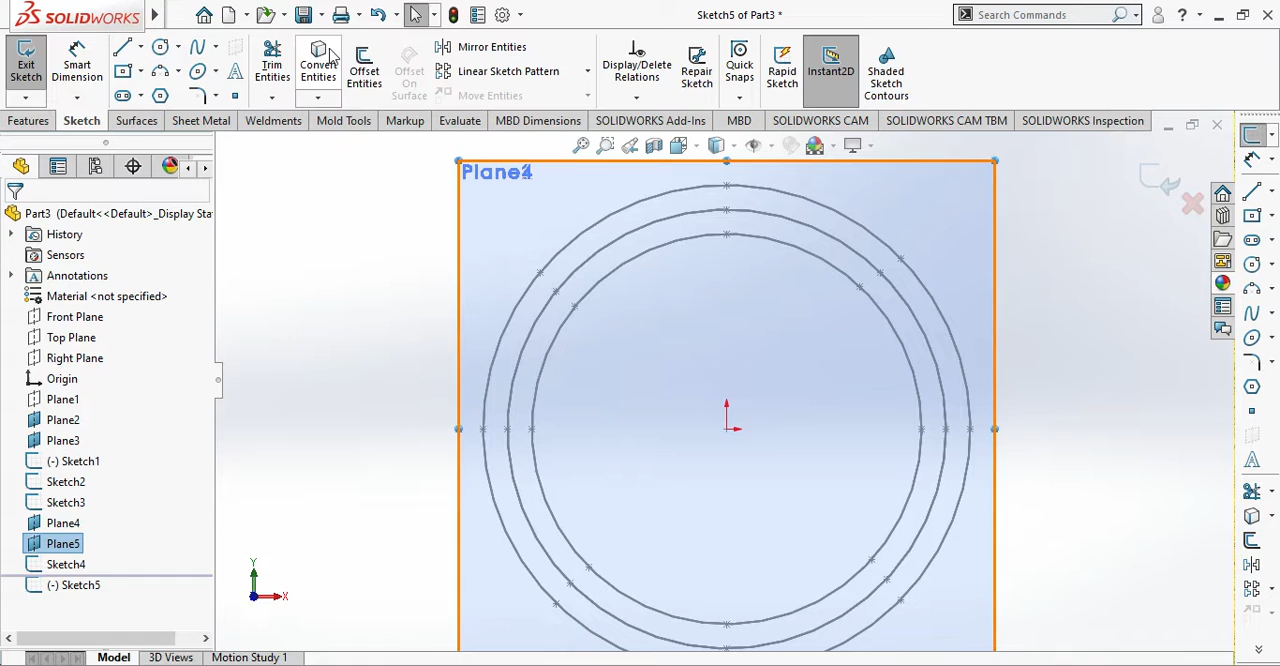 SOLIDWORKS
Sketch5 of Part3 *
Search Commands
?
Exit Sketch
Smart Dimension
Trim Entities
Convert Entities
Offset Entities
Offset On Surface
Mirror Entities
Linear Sketch Pattern
Move Entities
Display/Delete Relations
Repair Sketch
Quick Snaps
Rapid Sketch
Instant2D
Shaded Sketch Contours
Features
Sketch
Surfaces
Sheet Metal
Weldments
Mold Tools
Markup
Evaluate
MBD Dimensions
SOLIDWORKS Add-Ins
MBD
SOLIDWORKS CAM
SOLIDWORKS CAM TBM
SOLIDWORKS Inspection
Part3 (Default<<Default>_Display Sta
History
Sensors
Annotations
Material <not specified>
Front Plane
Top Plane
Right Plane
Origin
Plane1
Plane2
Plane3
(-) Sketch1
Sketch2
Sketch3
Plane4
Plane5
Sketch4
(-) Sketch5
Y
X
Model
3D Views
Motion Study 1